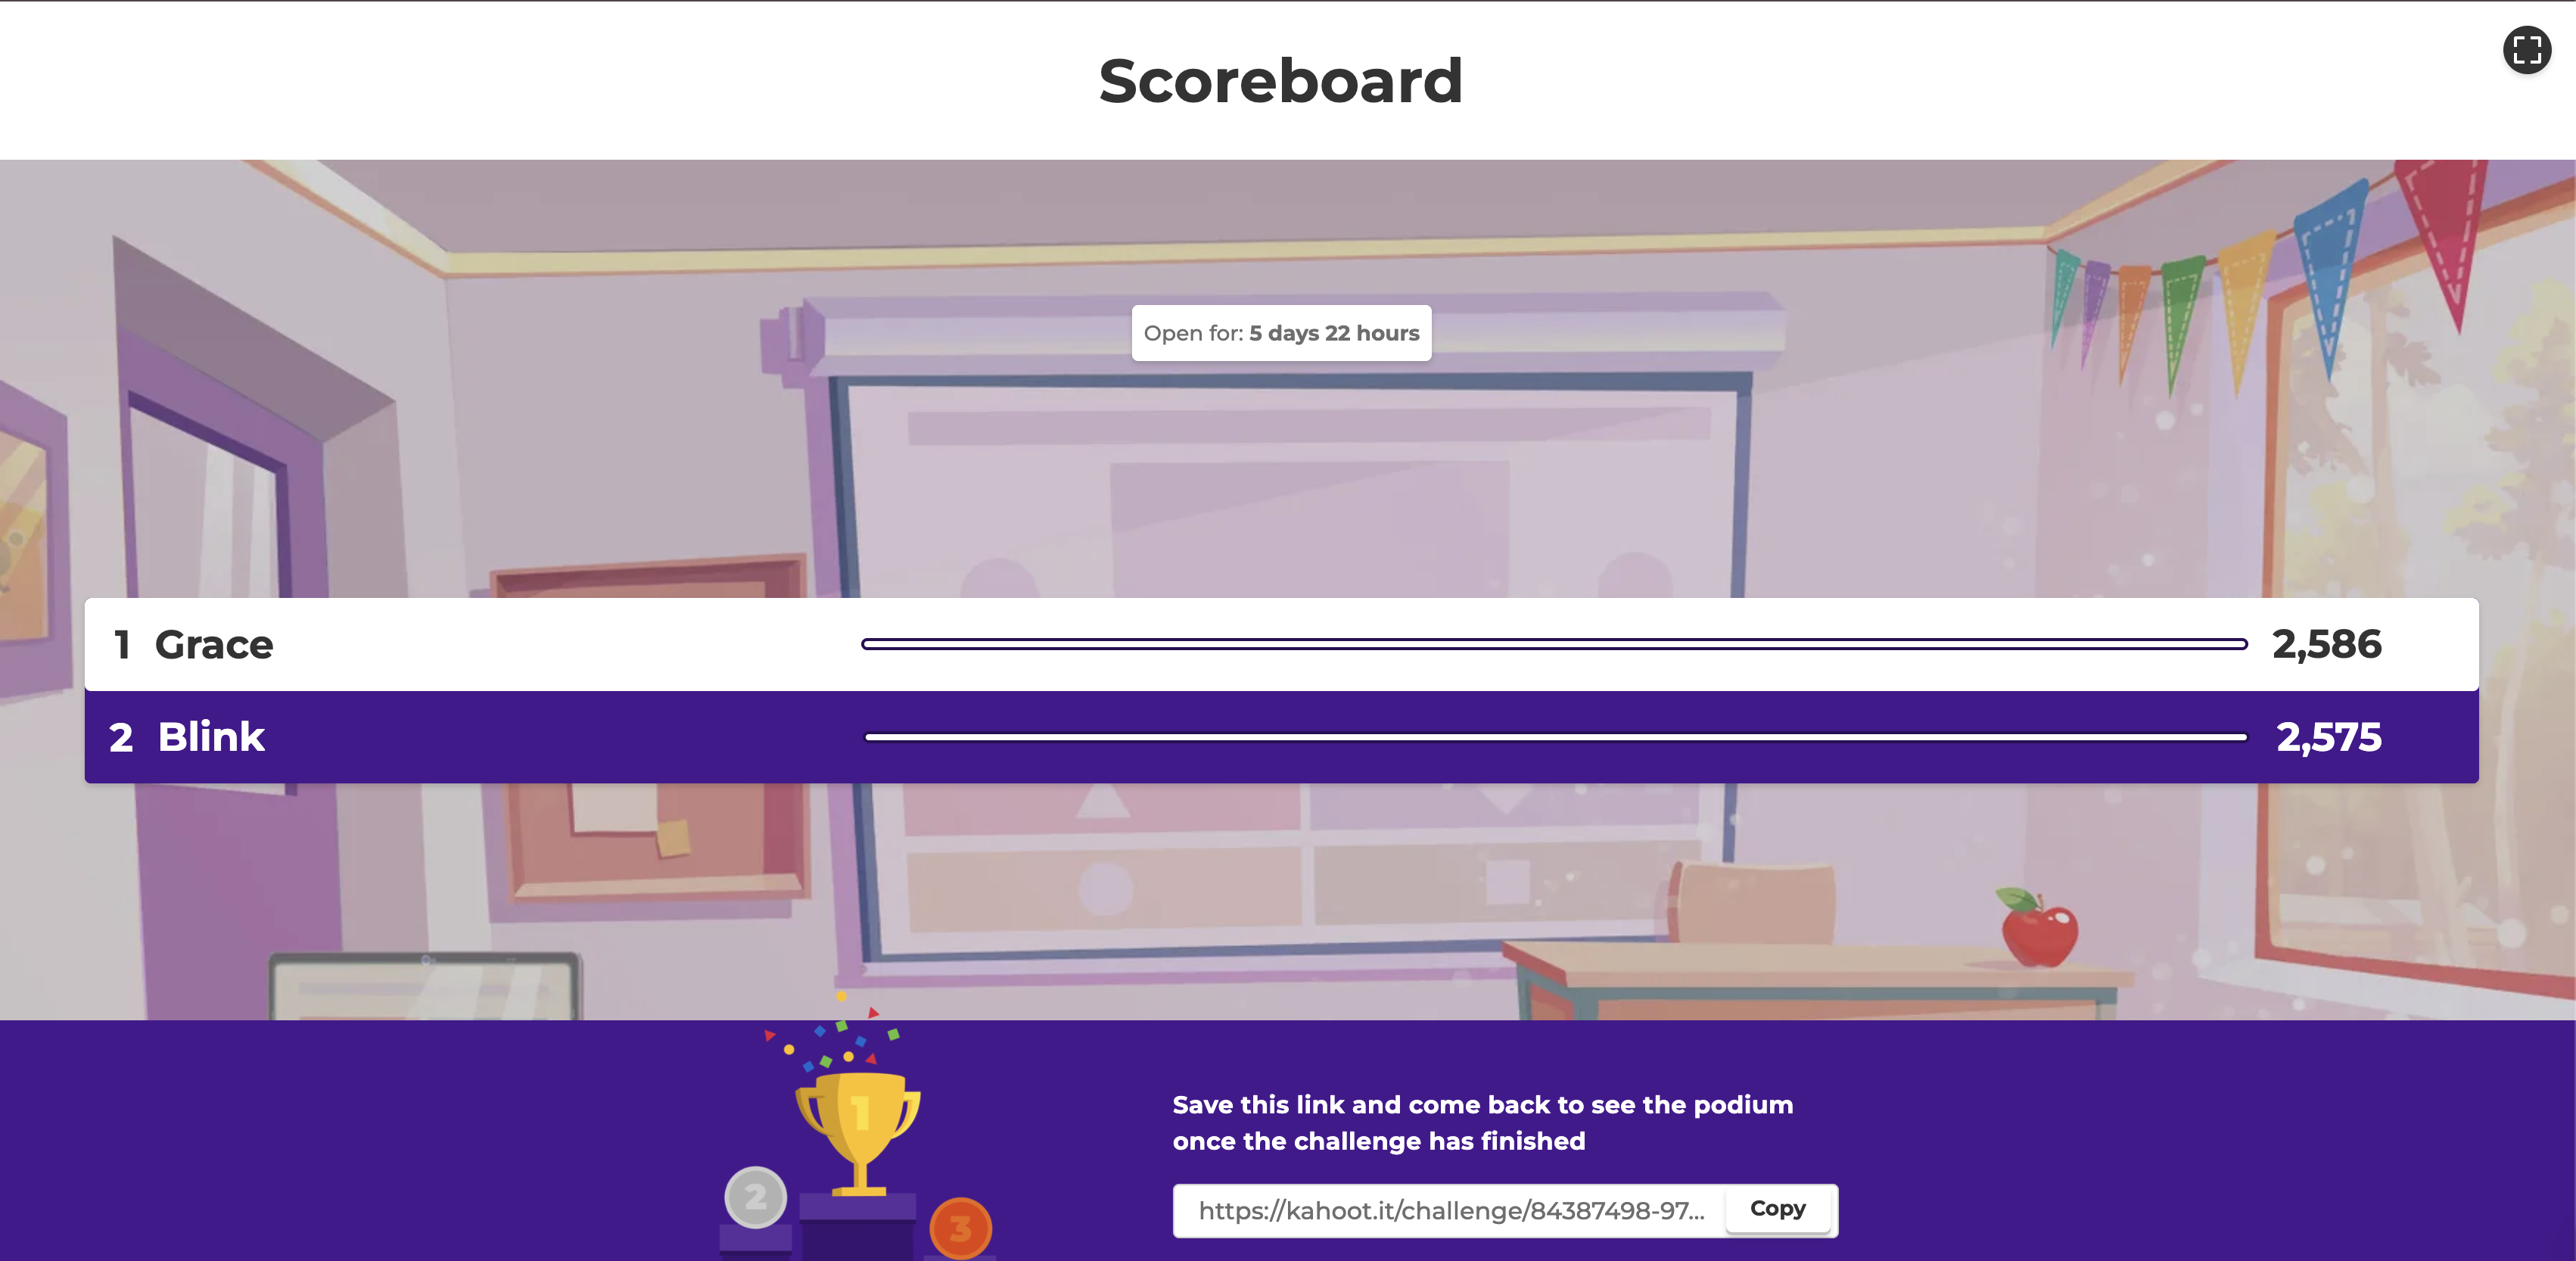 Scoreboard
Open for: 5 days 22 hours
1 Grace 2,586
2 Blink 2,575
1
2
3
Save this link and come back to see the podium
once the challenge has finished
https://kahoot.it/challenge/84387498-97...
Copy